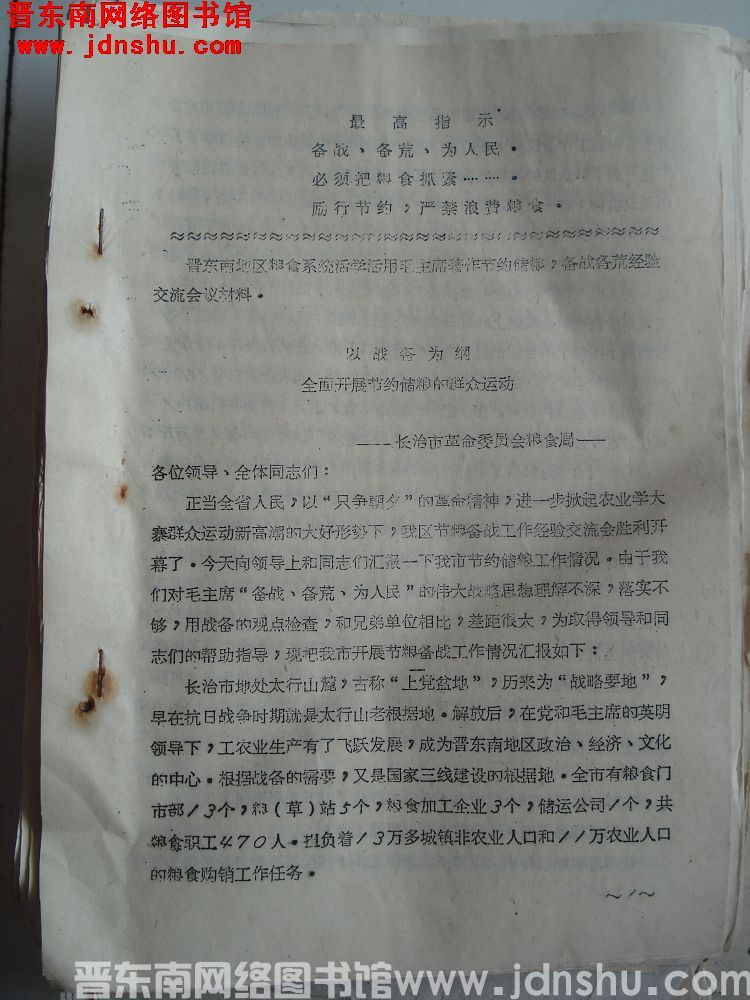 晋东南网络图书馆
www.jdnshu.com
最高指示
备战、备荒、为人民。
必须把粮食抓紧……。
厉行节约，严禁浪费粮食。
晋东南地区粮食系统活学活用毛主席著作节约储粮，备战备荒经验
交流会议材料。
以战备为纲
全面开展节约储粮的群众运动
———长治市革命委员会粮食局——
各位领导、全体同志们：
正当全省人民，以“只争朝夕”的革命精神，进一步掀起农业学大
寨群众运动新高潮的大好形势下，我区节粮备战工作经验交流会胜利开
幕了。今天向领导上和同志们汇报一下我市节约储粮工作情况。由于我
们对毛主席“备战、备荒、为人民”的伟大战略思想理解不深，落实不
够，用战备的观点检查，和兄弟单位相比，差距很大，为取得领导和同
志们的帮助指导，现把我市开展节粮备战工作情况汇报如下：
长治市地处太行山麓，古称“上党盆地”，历来为“战略要地”，
早在抗日战争时期就是太行山老根据地。解放后，在党和毛主席的英明
领导下，工农业生产有了飞跃发展，成为晋东南地区政治、经济、文化
的中心。根据战备的需要，又是国家三线建设的根据地。全市有粮食门
市部13个，粮（草）站5个，粮食加工企业3个，储运公司1个，共
粮食职工470人。担负着13万多城镇非农业人口和11万农业人口
的粮食购销工作任务。
～1～
晋东南网络图书馆www.jdnshu.com